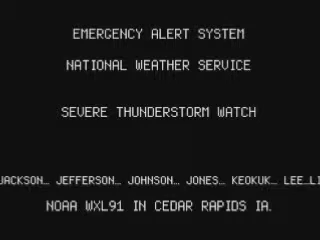 EMERGENCY ALERT SYSTEM
NATIONAL WEATHER SERVICE
SEVERE THUNDERSTORM WATCH
JACKSON… JEFFERSON… JOHNSON… JONES… KEOKUK… LEE…LI
NOAA WXL91 IN CEDAR RAPIDS IA.